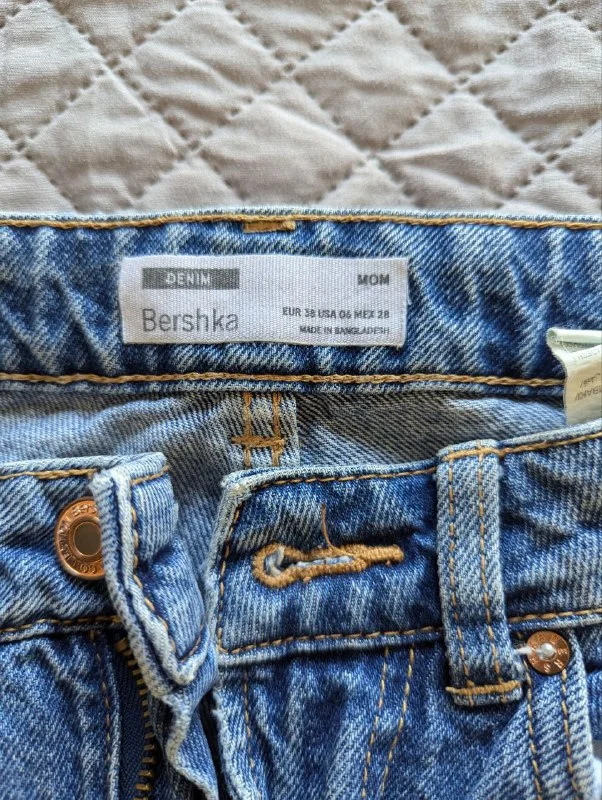 DENIM
MOM
Bershka
EUR 38 USA 06 MEX 28
MADE IN BANGLADESH